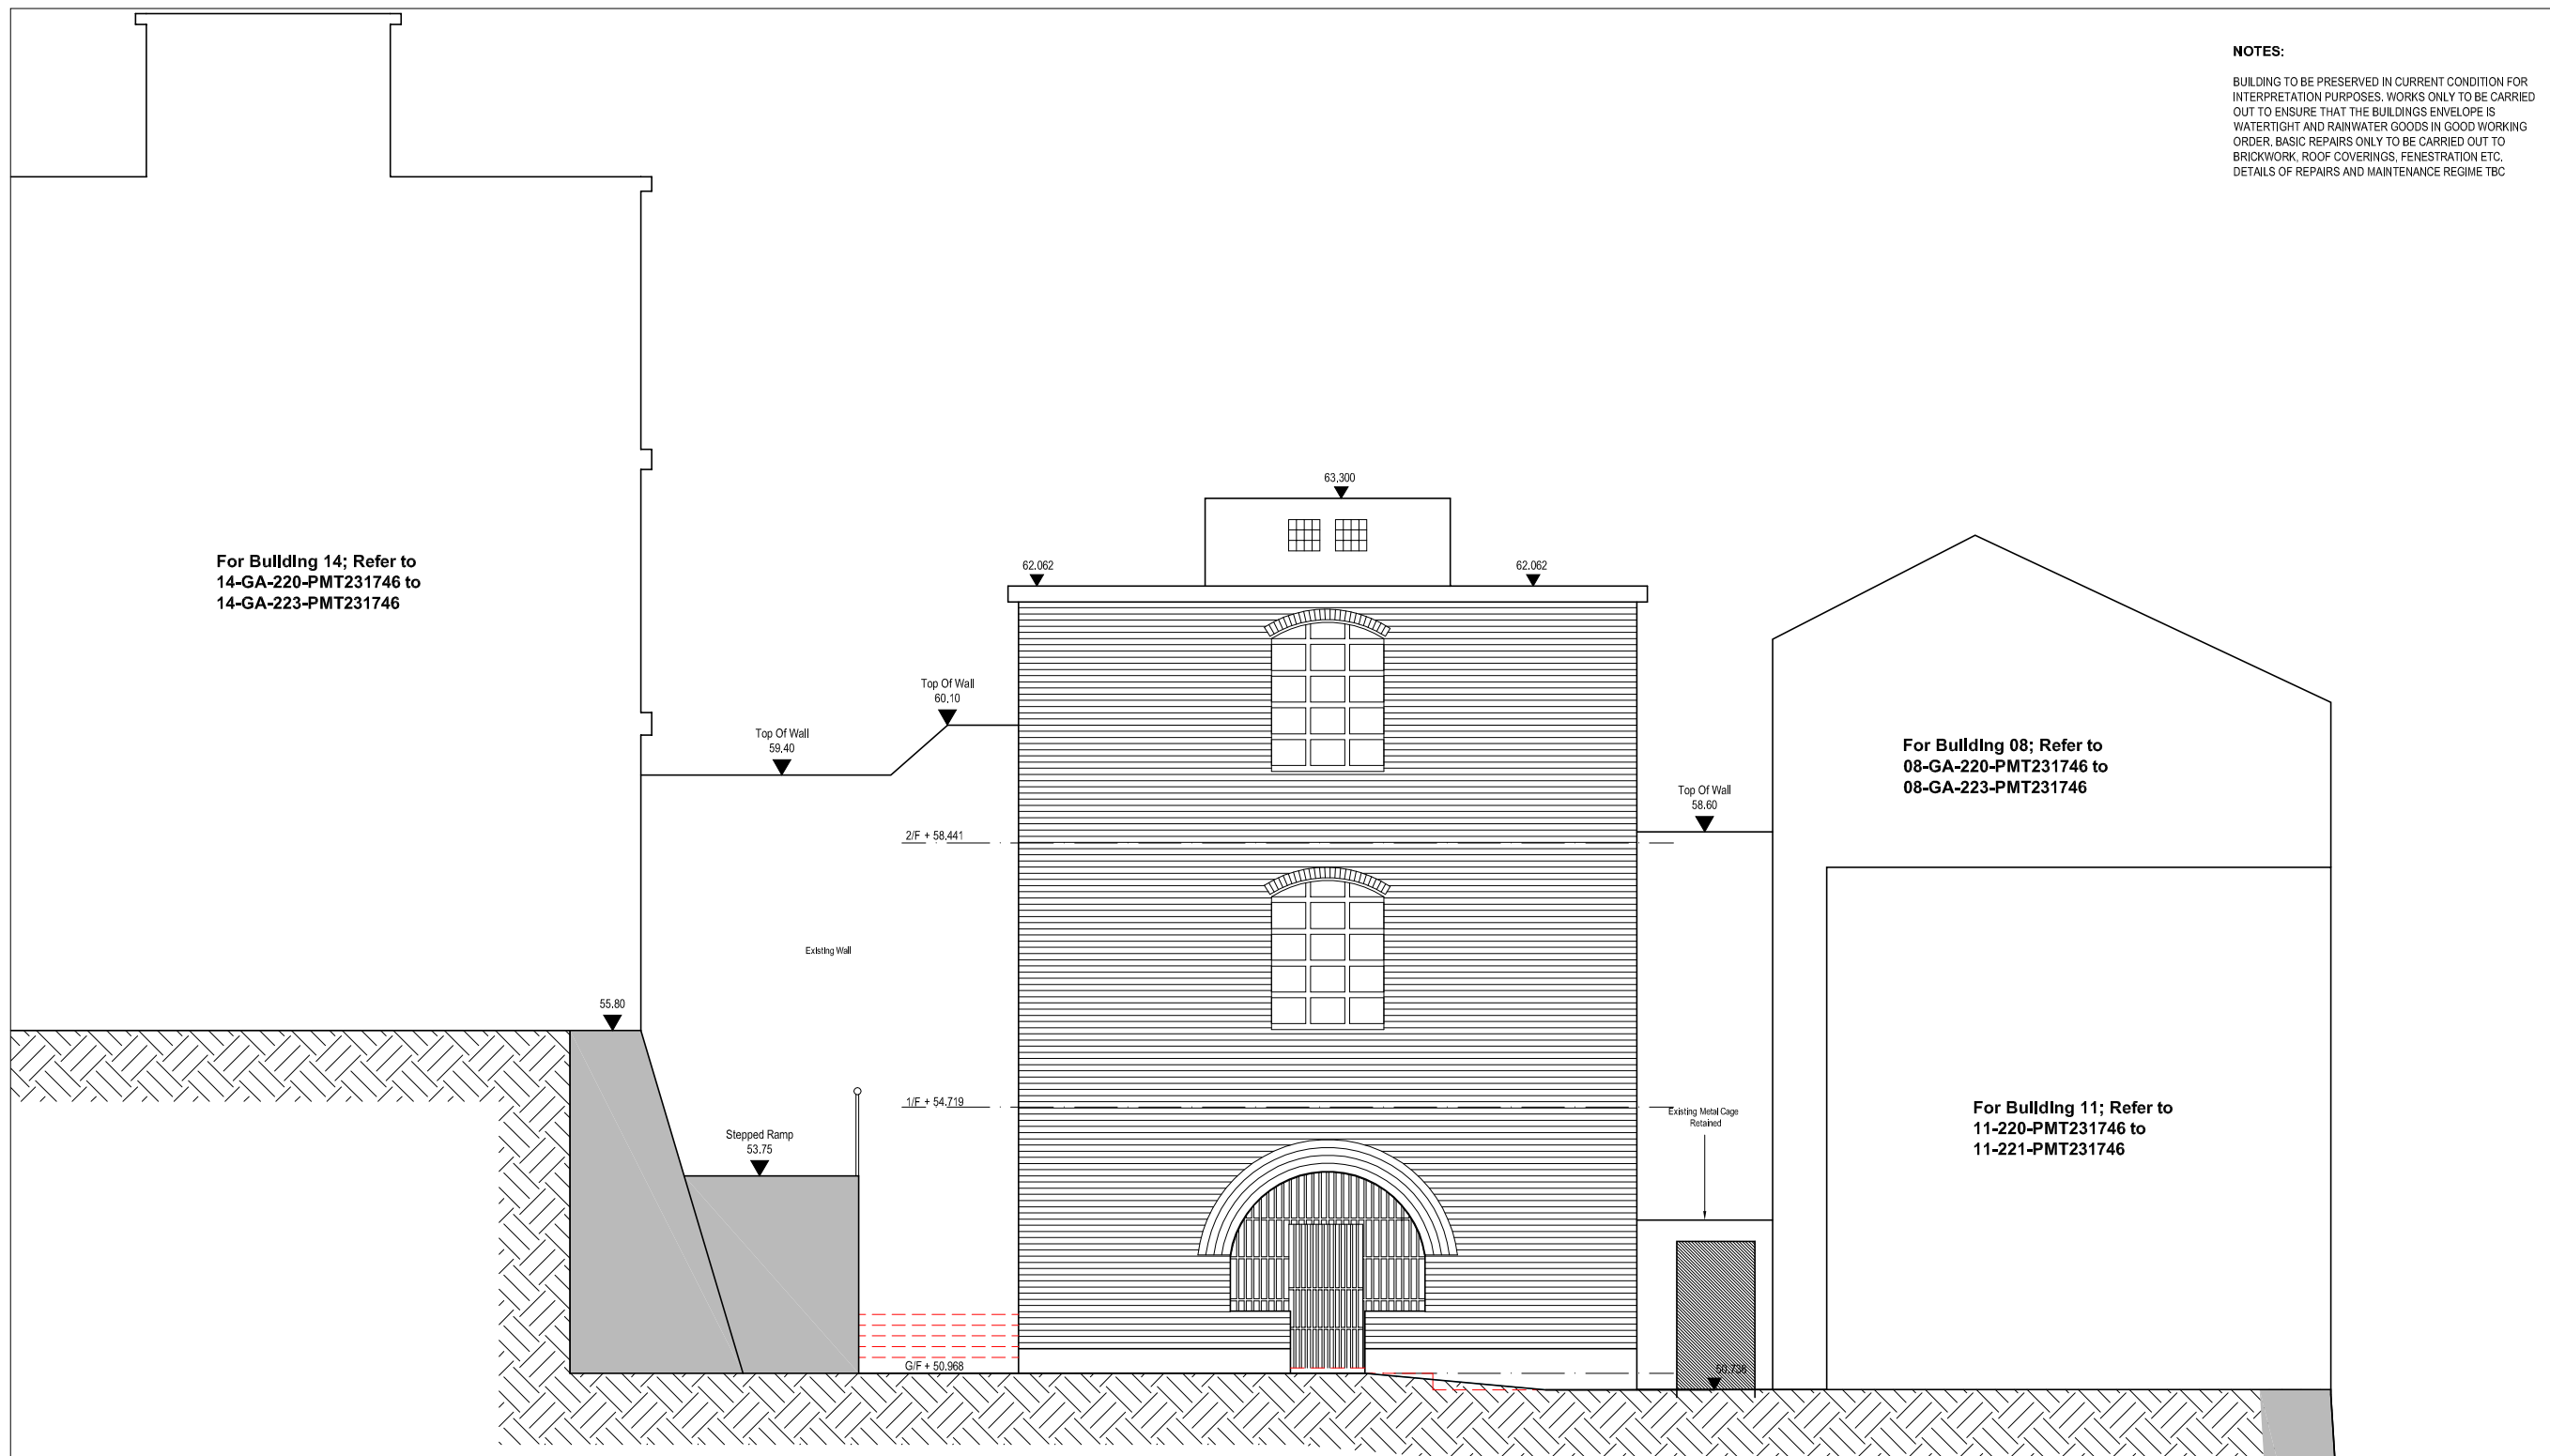 NOTES:
BUILDING TO BE PRESERVED IN CURRENT CONDITION FOR
INTERPRETATION PURPOSES. WORKS ONLY TO BE CARRIED
OUT TO ENSURE THAT THE BUILDINGS ENVELOPE IS
WATERTIGHT AND RAINWATER GOODS IN GOOD WORKING
ORDER. BASIC REPAIRS ONLY TO BE CARRIED OUT TO
BRICKWORK, ROOF COVERINGS, FENESTRATION ETC.
DETAILS OF REPAIRS AND MAINTENANCE REGIME TBC
63.300
62.062
62.062
For Building 14; Refer to
14-GA-220-PMT231746 to
14-GA-223-PMT231746
Top Of Wall
60.10
Top Of Wall
59.40
For Building 08; Refer to
08-GA-220-PMT231746 to
08-GA-223-PMT231746
Top Of Wall
58.60
2/F + 58.441
Existing Wall
55.80
1/F + 54.719
Existing Metal Cage
Retained
For Building 11; Refer to
11-220-PMT231746 to
11-221-PMT231746
Stepped Ramp
53.75
G/F + 50.968
50.736